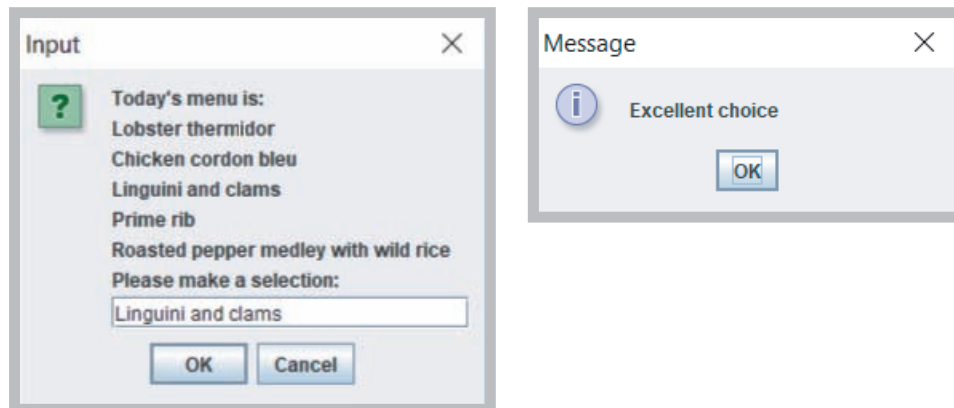 Input
?
Today's menu is:
Lobster thermidor
Chicken cordon bleu
Linguini and clams
Prime rib
Roasted pepper medley with wild rice
Please make a selection:
Linguini and clams
OK Cancel
Message
i
Excellent choice
OK